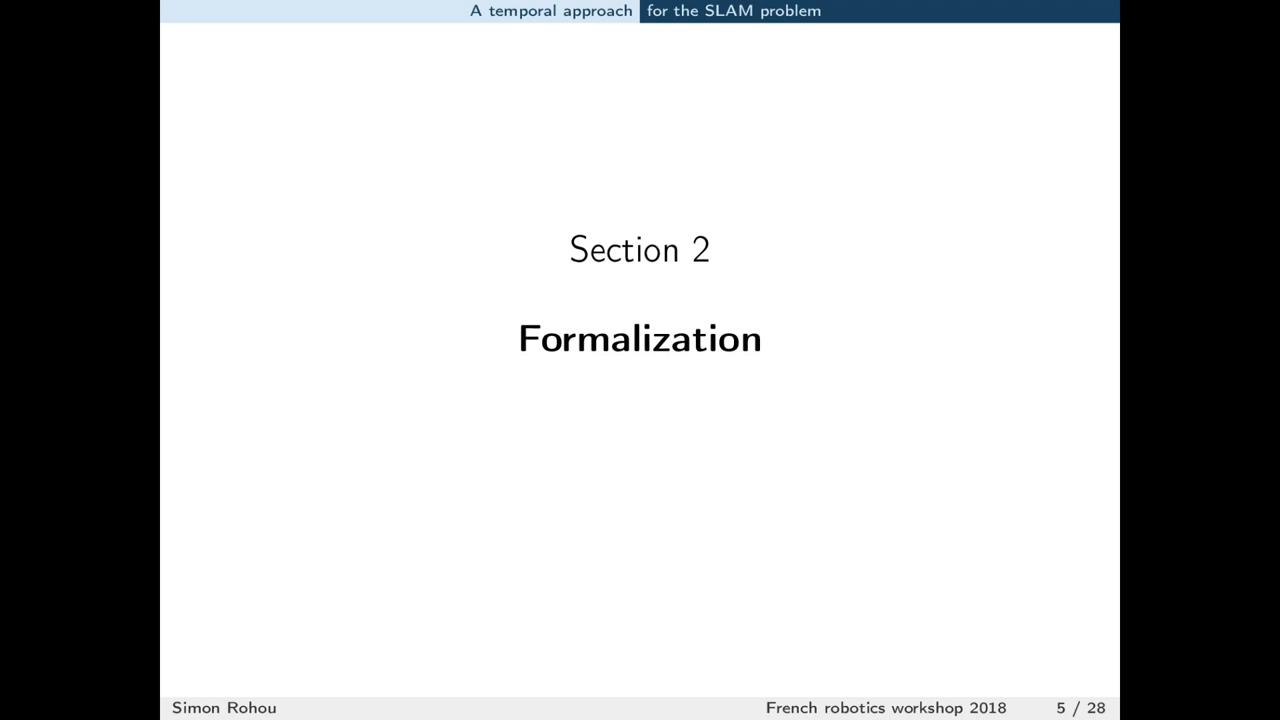 A temporal approach for the SLAM problem
Section 2
Formalization
Simon Rohou French robotics workshop 2018 5 / 28